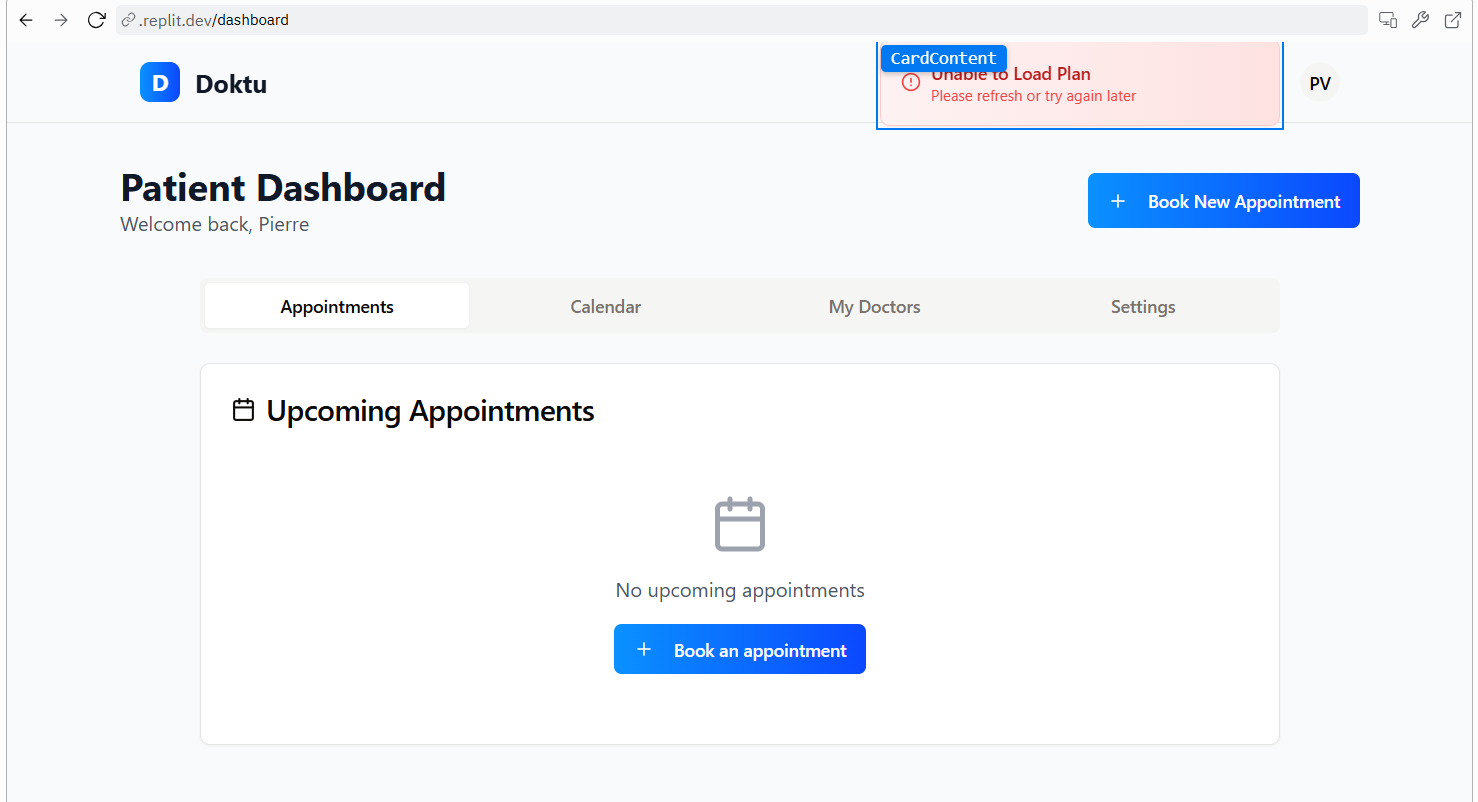 .replit.dev/dashboard
D
Doktu
CardContent
Unable to Load Plan
Please refresh or try again later
PV
Patient Dashboard
Welcome back, Pierre
Book New Appointment
Appointments
Calendar
My Doctors
Settings
Upcoming Appointments
No upcoming appointments
Book an appointment